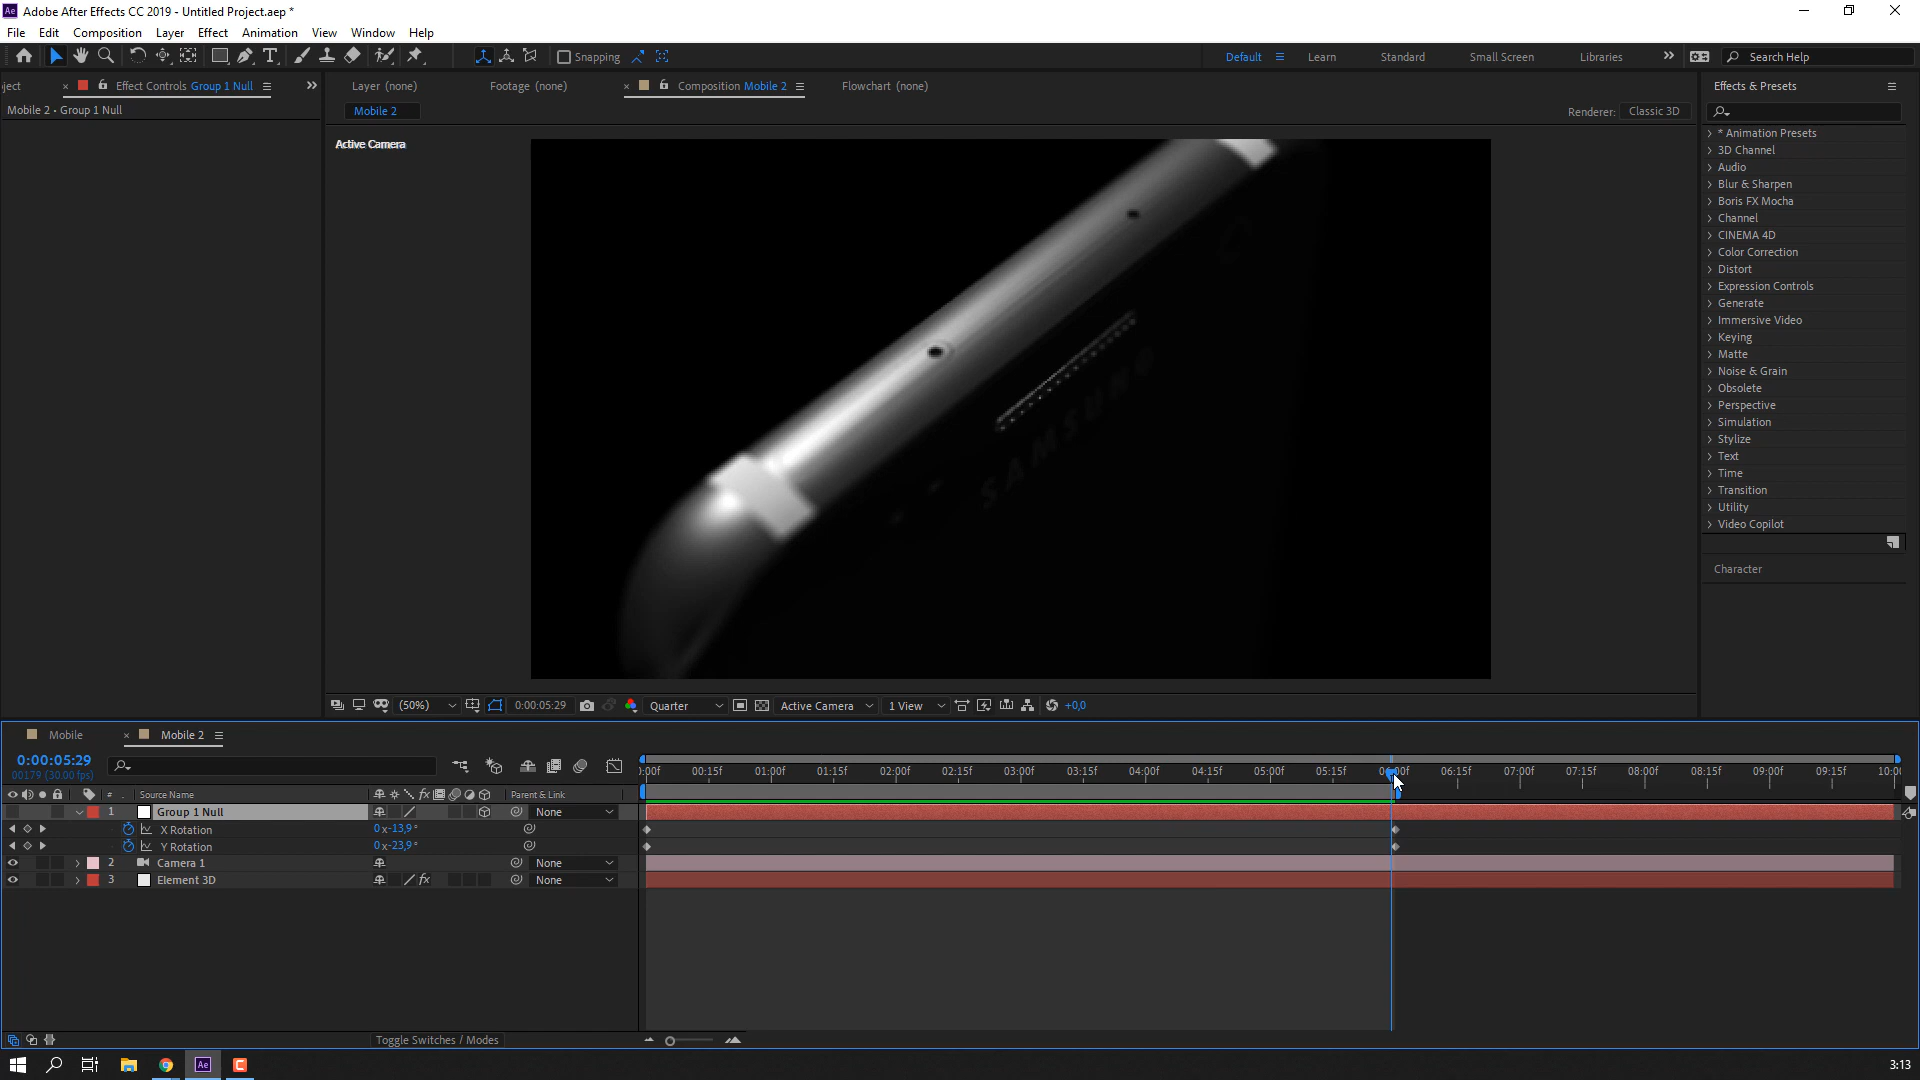 Adobe After Effects CC 2019 - Untitled Project.aep *
File Edit Composition Layer Effect Animation View Window Help
Snapping
Default Learn Standard Small Screen Libraries Search Help
ject Effect Controls Group 1 Null
Layer (none) Footage (none) Composition Mobile 2 Flowchart (none)
Effects & Presets
Mobile 2 • Group 1 Null
Mobile 2
Renderer: Classic 3D
Active Camera
* Animation Presets
3D Channel
Audio
Blur & Sharpen
Boris FX Mocha
Channel
CINEMA 4D
Color Correction
Distort
Expression Controls
Generate
Immersive Video
Keying
Matte
Noise & Grain
Obsolete
Perspective
Simulation
Stylize
Text
Time
Transition
Utility
Video Copilot
Character
SAMSUNG
(50%) 0:00:05:29 Quarter Active Camera 1 View +0,0
Mobile Mobile 2
0:00:05:29
00179 (30.00 fps)
):00f 00:15f 01:00f 01:15f 02:00f 02:15f 03:00f 03:15f 04:00f 04:15f 05:00f 05:15f 06:00f 06:15f 07:00f 07:15f 08:00f 08:15f 09:00f 09:15f 10:00
# Source Name Parent & Link
1 Group 1 Null None
X Rotation 0x-13,9°
Y Rotation 0x-23,9°
2 Camera 1 None
3 Element 3D fx None
Toggle Switches / Modes
3:13